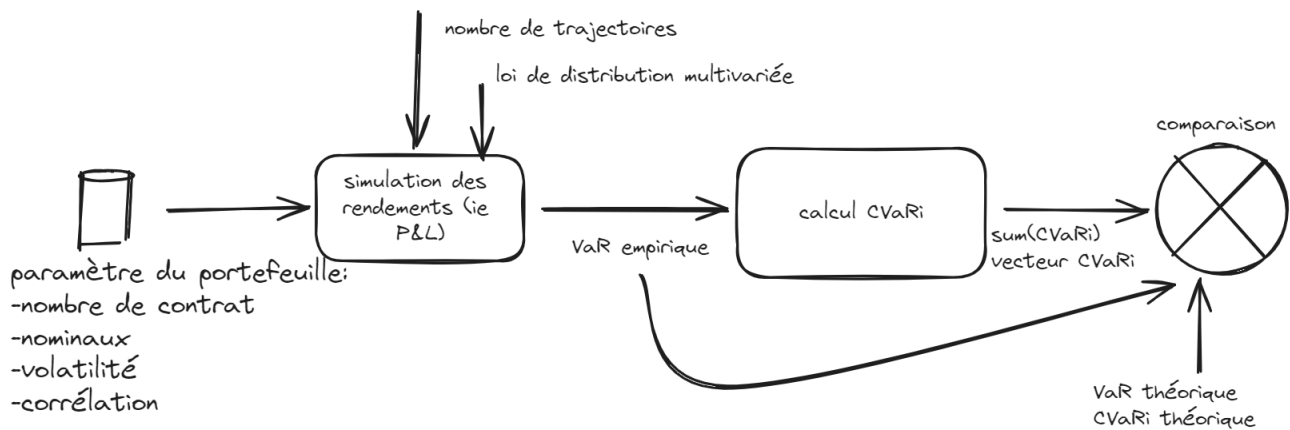 nombre de trajectoires
loi de distribution multivariée
comparaison
simulation des
rendements (ie
P&L)
calcul CVaRi
VaR empirique
sum(CVaRi)
vecteur CVaRi
paramètre du portefeuille:
-nombre de contrat
-nominaux
-volatilité
-corrélation
VaR théorique
CVaRi théorique